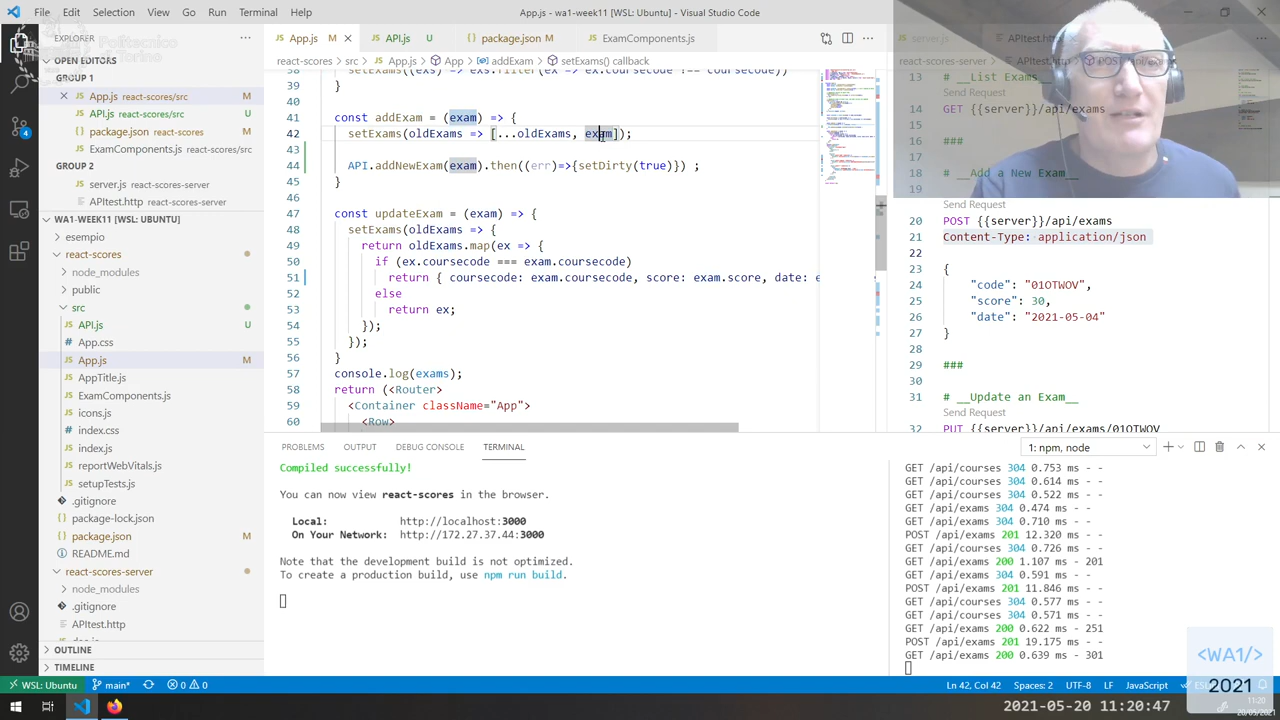 File Edit Selection View Go Run Terminal Help
App.js - wa1-week11 [WSL: Ubuntu] - Visual Studio Code
EXPLORER
OPEN EDITORS
GROUP 1
App.js react-scores/src M
API.js react-scores/src U
package.json react-scores M
GROUP 2
server.js react-scores-server
APItest.http react-scores-server
WA1-WEEK11 [WSL: UBUNTU]
esempio
react-scores
node_modules
public
src
API.js U
App.css
App.js M
AppTitle.js
ExamComponents.js
icons.js
index.css
index.js
reportWebVitals.js
setupTests.js
.gitignore
package-lock.json
package.json M
README.md
react-scores-server
node_modules
.gitignore
APItest.http
OUTLINE
TIMELINE
App.js M
API.js U
package.json M
ExamComponents.js
react-scores > src > App.js > App > addExam > setExams() callback
38 setExams((exs) => exs.filter(ex => ex.coursecode !== coursecode))
39 }
40
41 const addExam = (exam) => {
42 setExams(oldExams => [...oldExams, exam]);
43
44 API.addNewExam(exam).then((err)=>{setDirty(true)}) ;
45 }
46
47 const updateExam = (exam) => {
48 setExams(oldExams => {
49 return oldExams.map(ex => {
50 if (ex.coursecode === exam.coursecode)
51 return { coursecode: exam.coursecode, score: exam.score, date: e
52 else
53 return ex;
54 });
55 });
56 }
57 console.log(exams);
58 return (<Router>
59 <Container className="App">
60 <Row>
server.js
APItest.http
13 # __List Exams__
Send Request
14 GET {{server}}/api/exams
15
16 ###
17
18 # __Add a New Exam__
19
Send Request
20 POST {{server}}/api/exams
21 Content-Type: application/json
22
23 {
24 "code": "01OTWOV",
25 "score": 30,
26 "date": "2021-05-04"
27 }
28
29 ###
30
31 # __Update an Exam__
Send Request
32 PUT {{server}}/api/exams/01OTWOV
PROBLEMS OUTPUT DEBUG CONSOLE TERMINAL
1: npm, node
Compiled successfully!
You can now view react-scores in the browser.
Local: http://localhost:3000
On Your Network: http://172.27.37.44:3000
Note that the development build is not optimized.
To create a production build, use npm run build.
GET /api/courses 304 0.753 ms - -
GET /api/courses 304 0.614 ms - -
GET /api/courses 304 0.522 ms - -
GET /api/exams 304 0.474 ms - -
GET /api/exams 304 0.710 ms - -
POST /api/exams 201 12.320 ms - -
GET /api/courses 304 0.726 ms - -
GET /api/exams 200 1.107 ms - 201
GET /api/exams 304 0.591 ms - -
POST /api/exams 201 11.846 ms - -
GET /api/courses 304 0.577 ms - -
GET /api/courses 304 0.571 ms - -
GET /api/exams 200 0.622 ms - 251
POST /api/exams 201 19.175 ms - -
GET /api/exams 200 0.639 ms - 301
<WA1/>
2021
WSL: Ubuntu main* 0 0
Ln 42, Col 42 Spaces: 2 UTF-8 LF JavaScript
2021-05-20 11:20:47
11:20
20/05/2021